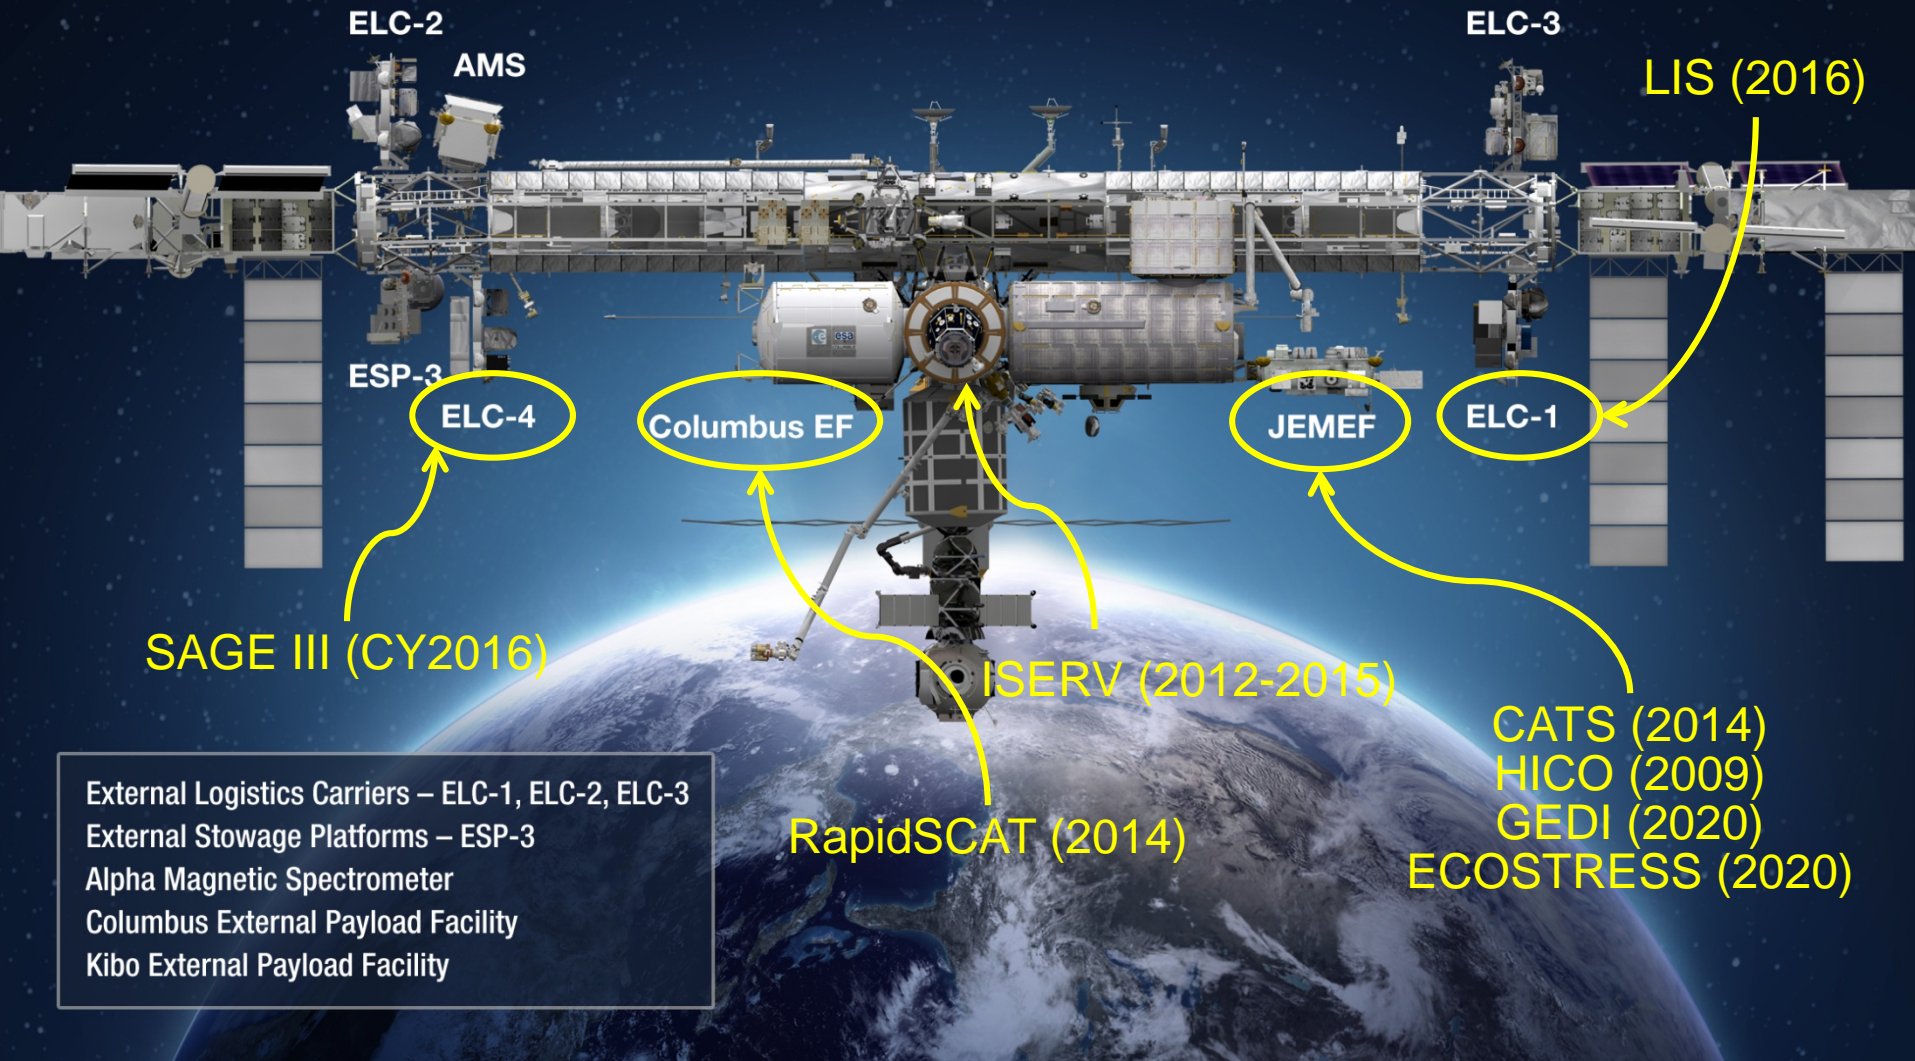 ELC-2
AMS
ELC-3
LIS (2016)
esa
ESP-3
ELC-4
Columbus EF
JEMEF
ELC-1
SAGE III (CY2016)
ISERV (2012-2015)
CATS (2014)
HICO (2009)
GEDI (2020)
ECOSTRESS (2020)
RapidSCAT (2014)
External Logistics Carriers – ELC-1, ELC-2, ELC-3
External Stowage Platforms – ESP-3
Alpha Magnetic Spectrometer
Columbus External Payload Facility
Kibo External Payload Facility